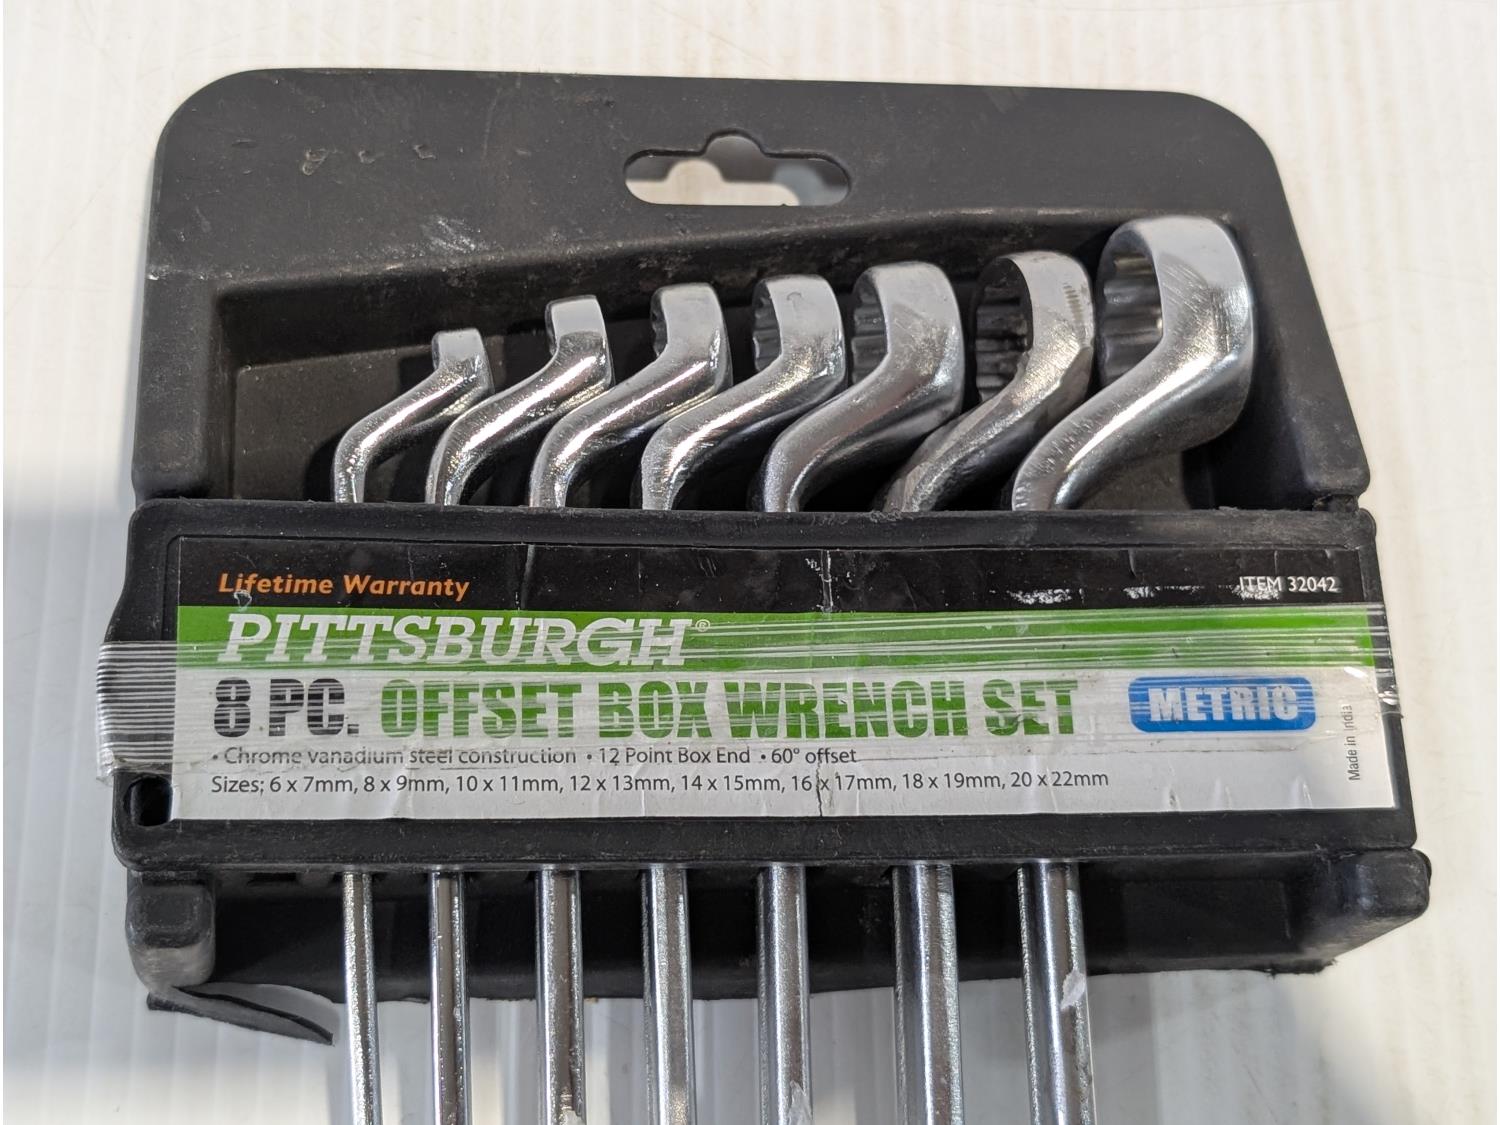 Lifetime Warranty
ITEM 32042
PITTSBURGH®
8 PC. OFFSET BOX WRENCH SET
METRIC
• Chrome vanadium steel construction • 12 Point Box End • 60° offset
Sizes; 6 x 7mm, 8 x 9mm, 10 x 11mm, 12 x 13mm, 14 x 15mm, 16 x 17mm, 18 x 19mm, 20 x 22mm
Made in India